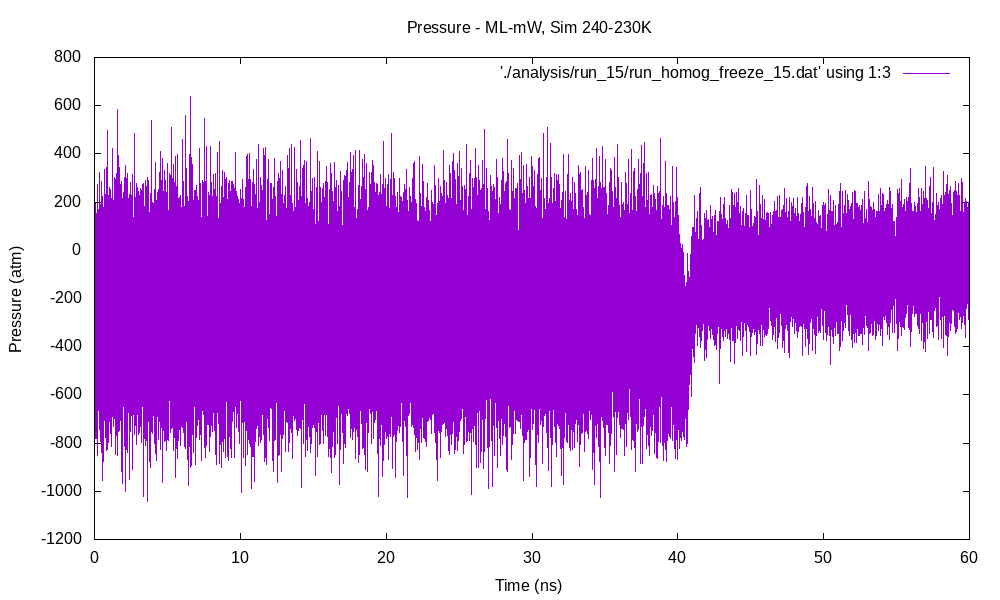 Pressure - ML-mW, Sim 240-230K
'./analysis/run_15/run_homog_freeze_15.dat' using 1:3
800
600
400
200
0
-200
-400
-600
-800
-1000
-1200
Pressure (atm)
0 10 20 30 40 50 60
Time (ns)